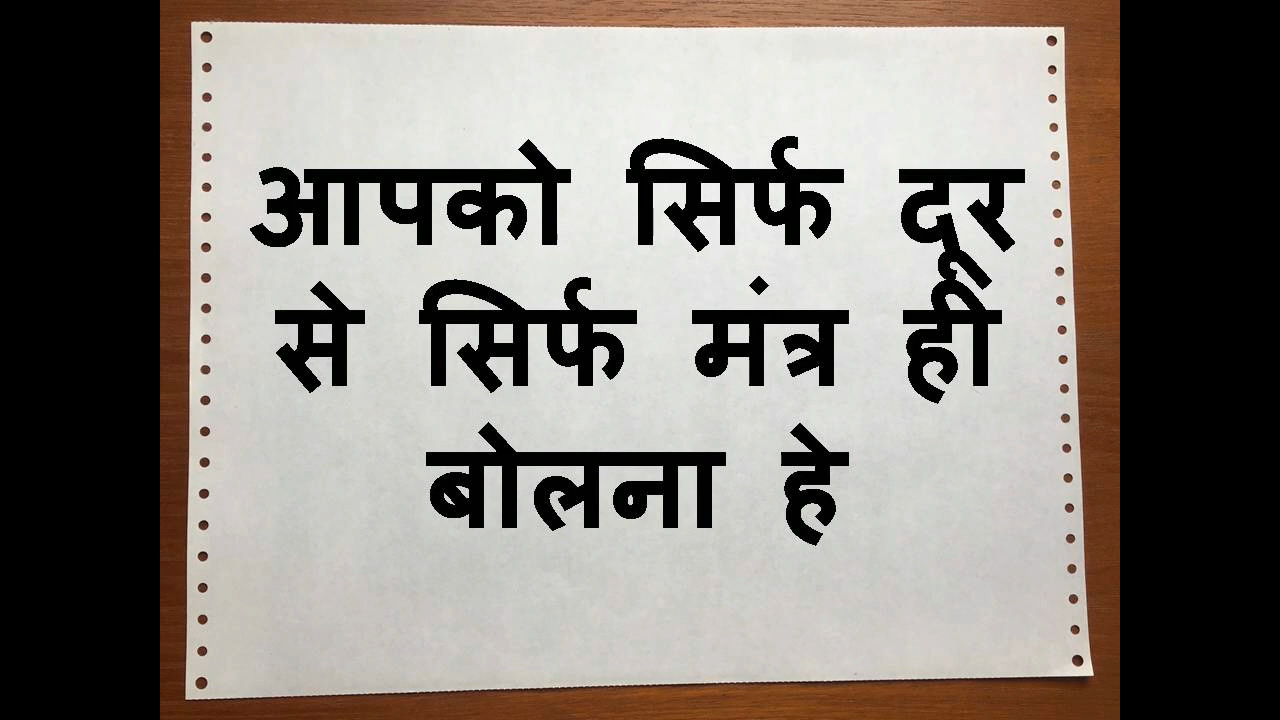 आपको सिर्फ दूर
से सिर्फ मंत्र ही
बोलना हे